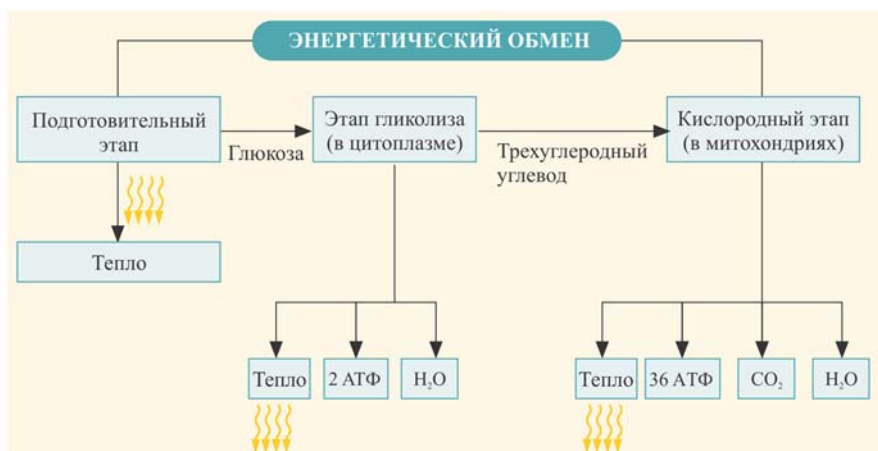 ЭНЕРГЕТИЧЕСКИЙ ОБМЕН
Подготовительный
этап
Глюкоза
Этап гликолиза
(в цитоплазме)
Трехуглеродный
углевод
Кислородный этап
(в митохондриях)
Тепло
Тепло
2 АТФ
H₂O
Тепло
36 АТФ
CO₂
H₂O